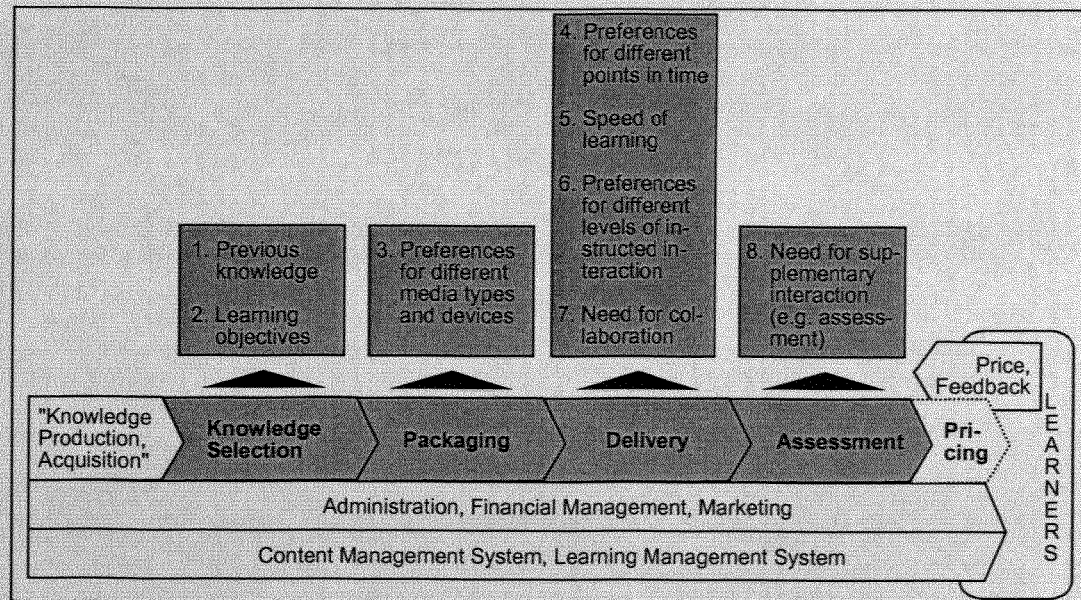 4. Preferences
for different
points in time
5. Speed of
learning
6. Preferences
for different
levels of in-
structed in-
teraction
7. Need for col-
laboration
1. Previous
knowledge
2. Learning
objectives
3. Preferences
for different
media types
and devices
8. Need for sup-
plementary
interaction
(e.g. assess-
ment)
Price,
Feedback
"Knowledge
Production,
Acquisition"
Knowledge
Selection
Packaging
Delivery
Assessment
Pri-
cing
LEARNERS
Administration, Financial Management, Marketing
Content Management System, Learning Management System